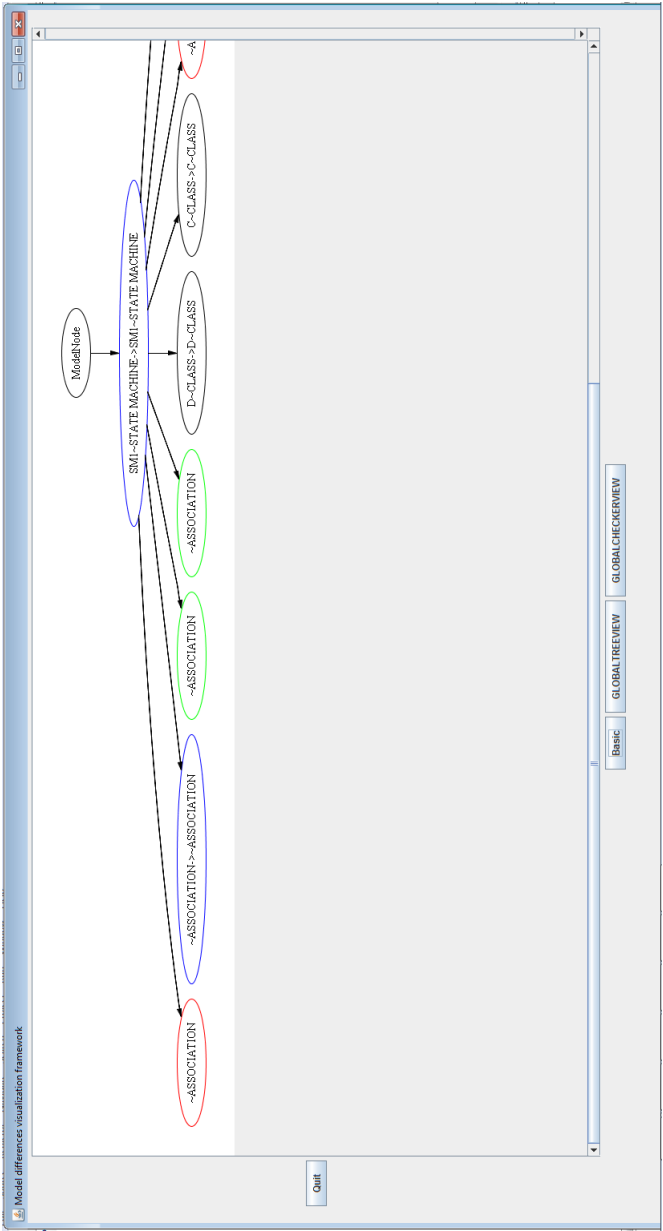 Model differences visualization framework
ModelNode
SM1~STATE MACHINE->SM1~STATE MACHINE
~ASSOCIATION
~ASSOCIATION->~ASSOCIATION
~ASSOCIATION
~ASSOCIATION
D~CLASS->D~CLASS
C~CLASS->C~CLASS
~A
Quit
Basic
GLOBALTREEVIEW
GLOBALCHECKERVIEW